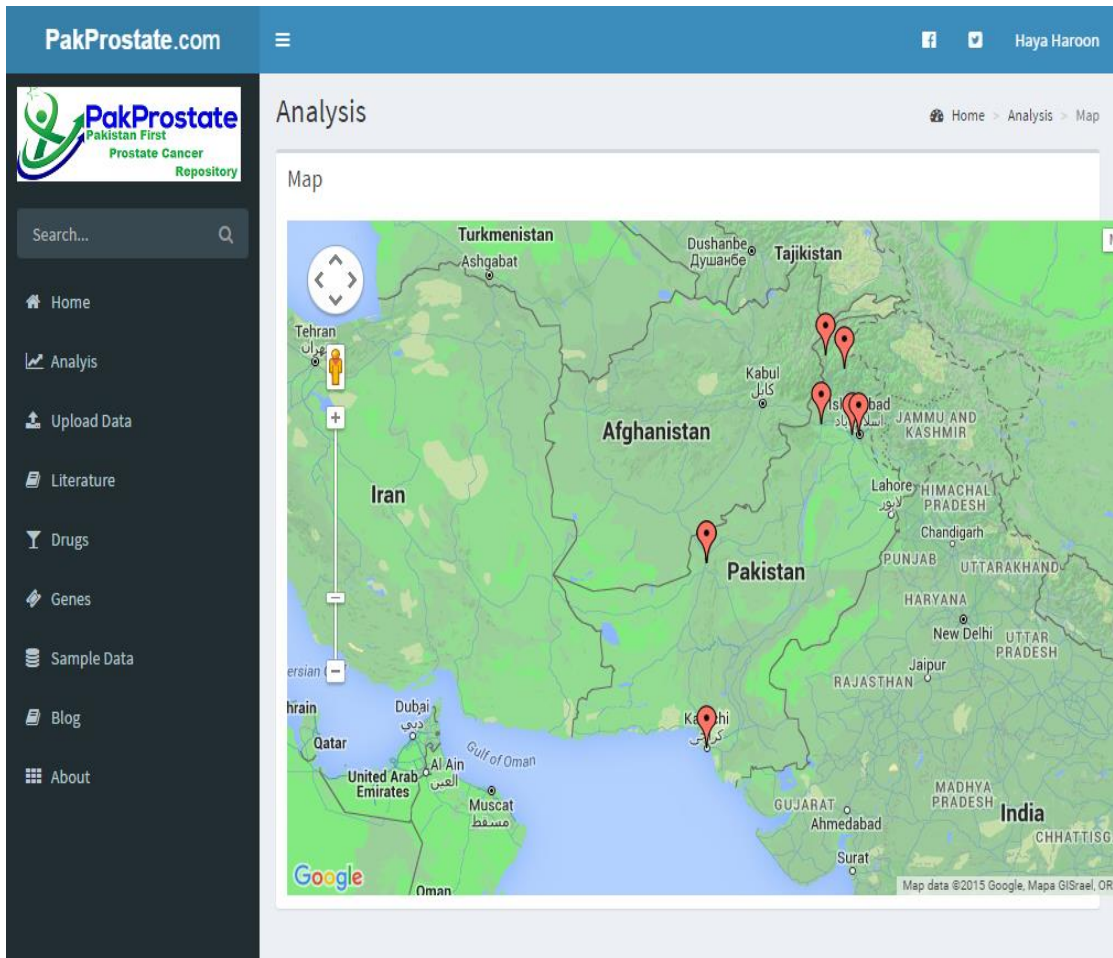 PakProstate.com
Haya Haroon
PakProstate
Pakistan First
Prostate Cancer
Repository
Search...
Home
Analyis
Upload Data
Literature
Drugs
Genes
Sample Data
Blog
About
Analysis
Home > Analysis > Map
Map
Turkmenistan
Ashqabat
Dushanbe
Душанбе
Tajikistan
Tehran
Kabul
کابل
Afghanistan
JAMMU AND
KASHMIR
Iran
Lahore
لاہور
HIMACHAL
PRADESH
Chandigarh
PUNJAB
UTTARAKHAND
Pakistan
HARYANA
New Delhi
UTTAR
PRADESH
Jaipur
RAJASTHAN
Dubai
دبي
Qatar
Gulf of Oman
Al Ain
العين
United Arab
Emirates
Muscat
مسقط
GUJARAT
Ahmedabad
MADHYA
PRADESH
India
CHHATTISG
Surat
Oman
Google
Map data ©2015 Google, Mapa GISrael, OR